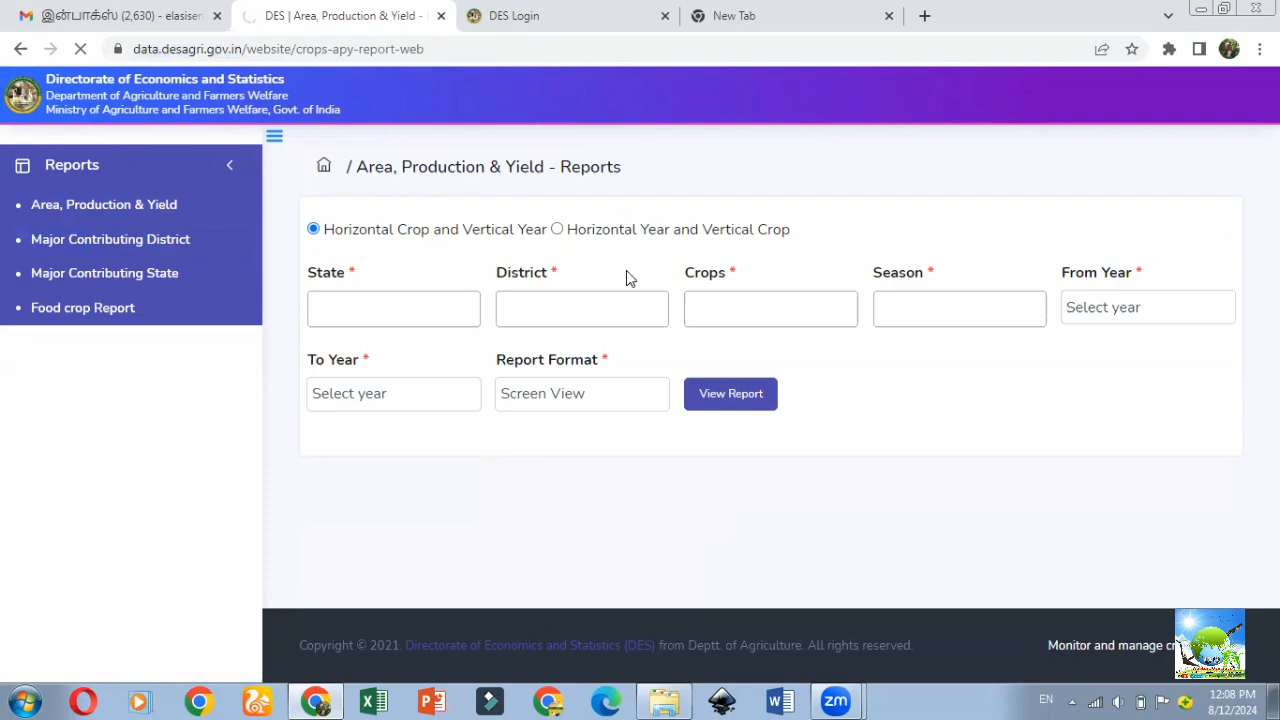 இன்பாக்ஸ் (2,630) - elasiser
DES | Area, Production & Yield -
DES Login
New Tab
data.desagri.gov.in/website/crops-apy-report-web
Directorate of Economics and Statistics
Department of Agriculture and Farmers Welfare
Ministry of Agriculture and Farmers Welfare, Govt. of India
Reports
Area, Production & Yield
Major Contributing District
Major Contributing State
Food crop Report
/ Area, Production & Yield - Reports
Horizontal Crop and Vertical Year Horizontal Year and Vertical Crop
State * District * Crops * Season * From Year *
Select year
To Year * Report Format *
Select year Screen View View Report
Copyright © 2021. Directorate of Economics and Statistics (DES) from Deptt. of Agriculture. All rights reserved. Monitor and manage cr
EN
12:08 PM
8/12/2024